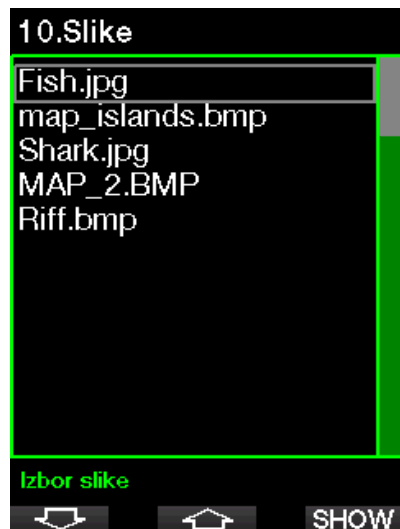 10.Slike
Fish.jpg
map_islands.bmp
Shark.jpg
MAP_2.BMP
Riff.bmp
Izbor slike
SHOW